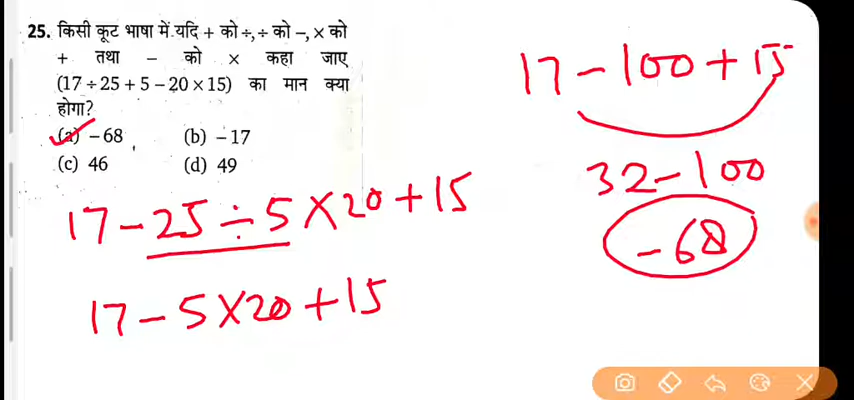 25. किसी कूट भाषा में यदि + को ÷, ÷ को –, × को
+ तथा – को × कहा जाए
(17 ÷ 25 + 5 – 20 × 15) का मान क्या
होगा?
(a) – 68 (b) – 17
(c) 46 (d) 49
17 – 25 ÷ 5 × 20 + 15
17 – 5 × 20 + 15
17 – 100 + 15
32 – 100
– 68